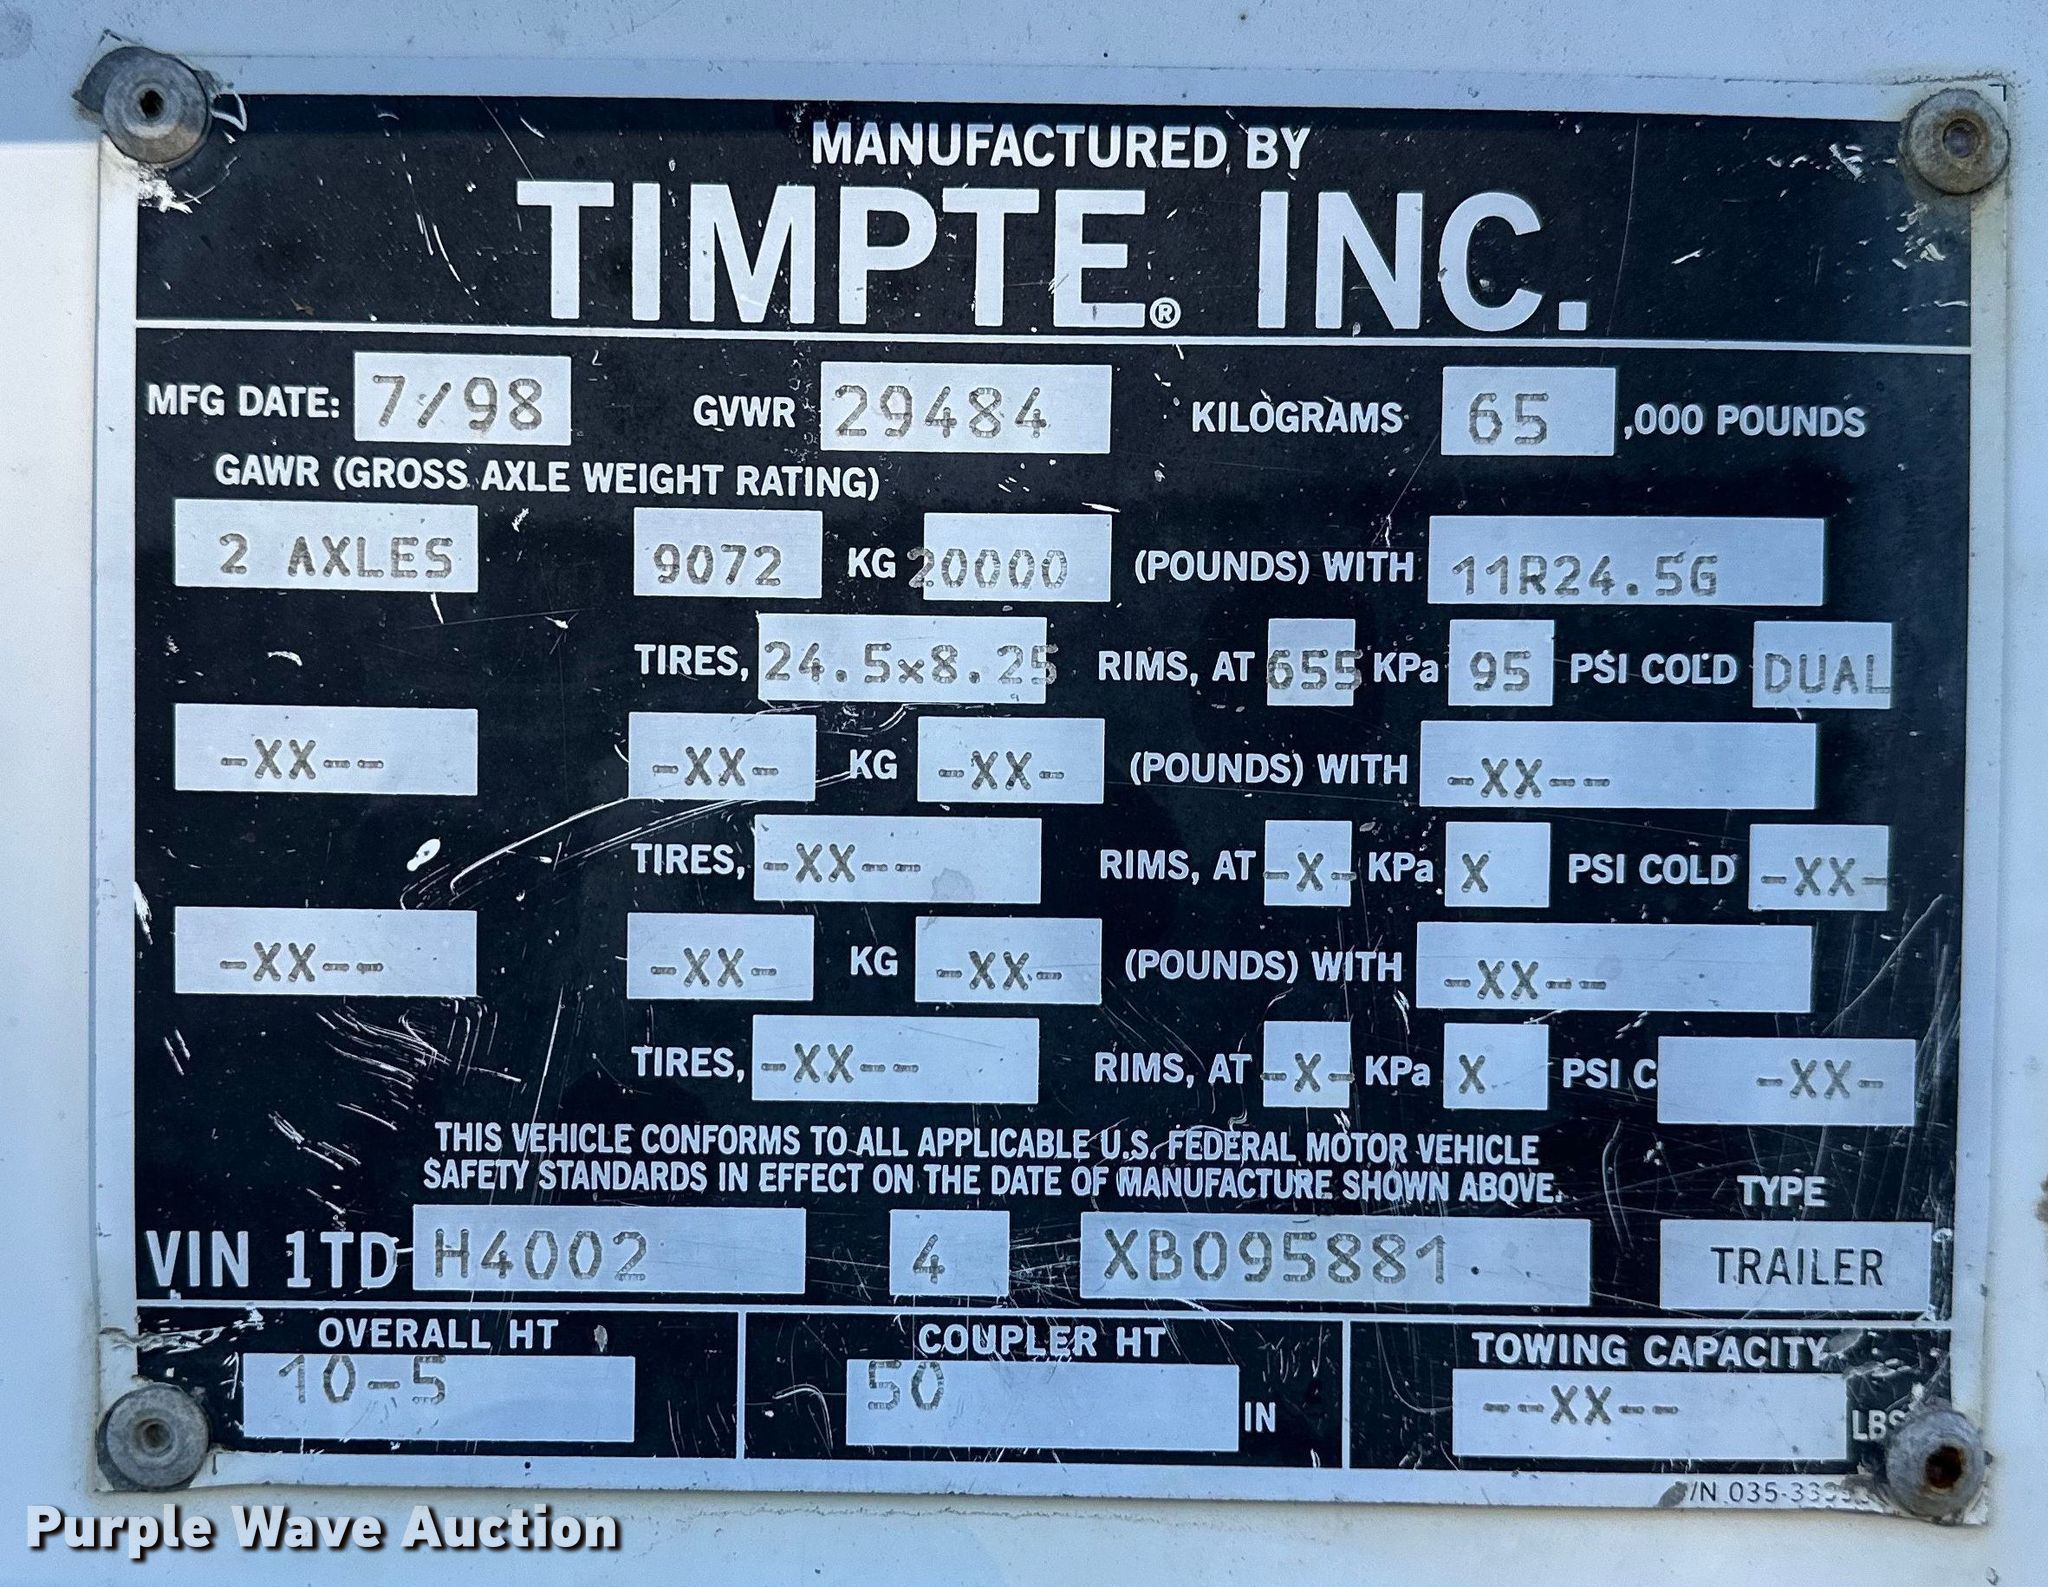 MANUFACTURED BY
TIMPTE® INC.
MFG DATE: 7/98 GVWR 29484 KILOGRAMS 65 ,000 POUNDS
GAWR (GROSS AXLE WEIGHT RATING)
2 AXLES 9072 KG 20000 (POUNDS) WITH 11R24.5G
TIRES, 24.5x8.25 RIMS, AT 655 KPa 95 PSI COLD DUAL
-XX-- -XX- KG -XX- (POUNDS) WITH -XX--
TIRES, -XX-- RIMS, AT -X- KPa X PSI COLD -XX-
-XX-- -XX- KG -XX- (POUNDS) WITH -XX--
TIRES, -XX-- RIMS, AT -X- KPa X PSI C -XX-
THIS VEHICLE CONFORMS TO ALL APPLICABLE U.S. FEDERAL MOTOR VEHICLE
SAFETY STANDARDS IN EFFECT ON THE DATE OF MANUFACTURE SHOWN ABOVE.
TYPE
VIN 1TD H4002 4 XB095881 TRAILER
OVERALL HT COUPLER HT TOWING CAPACITY
10-5 50 IN --XX-- LBS
Purple Wave Auction